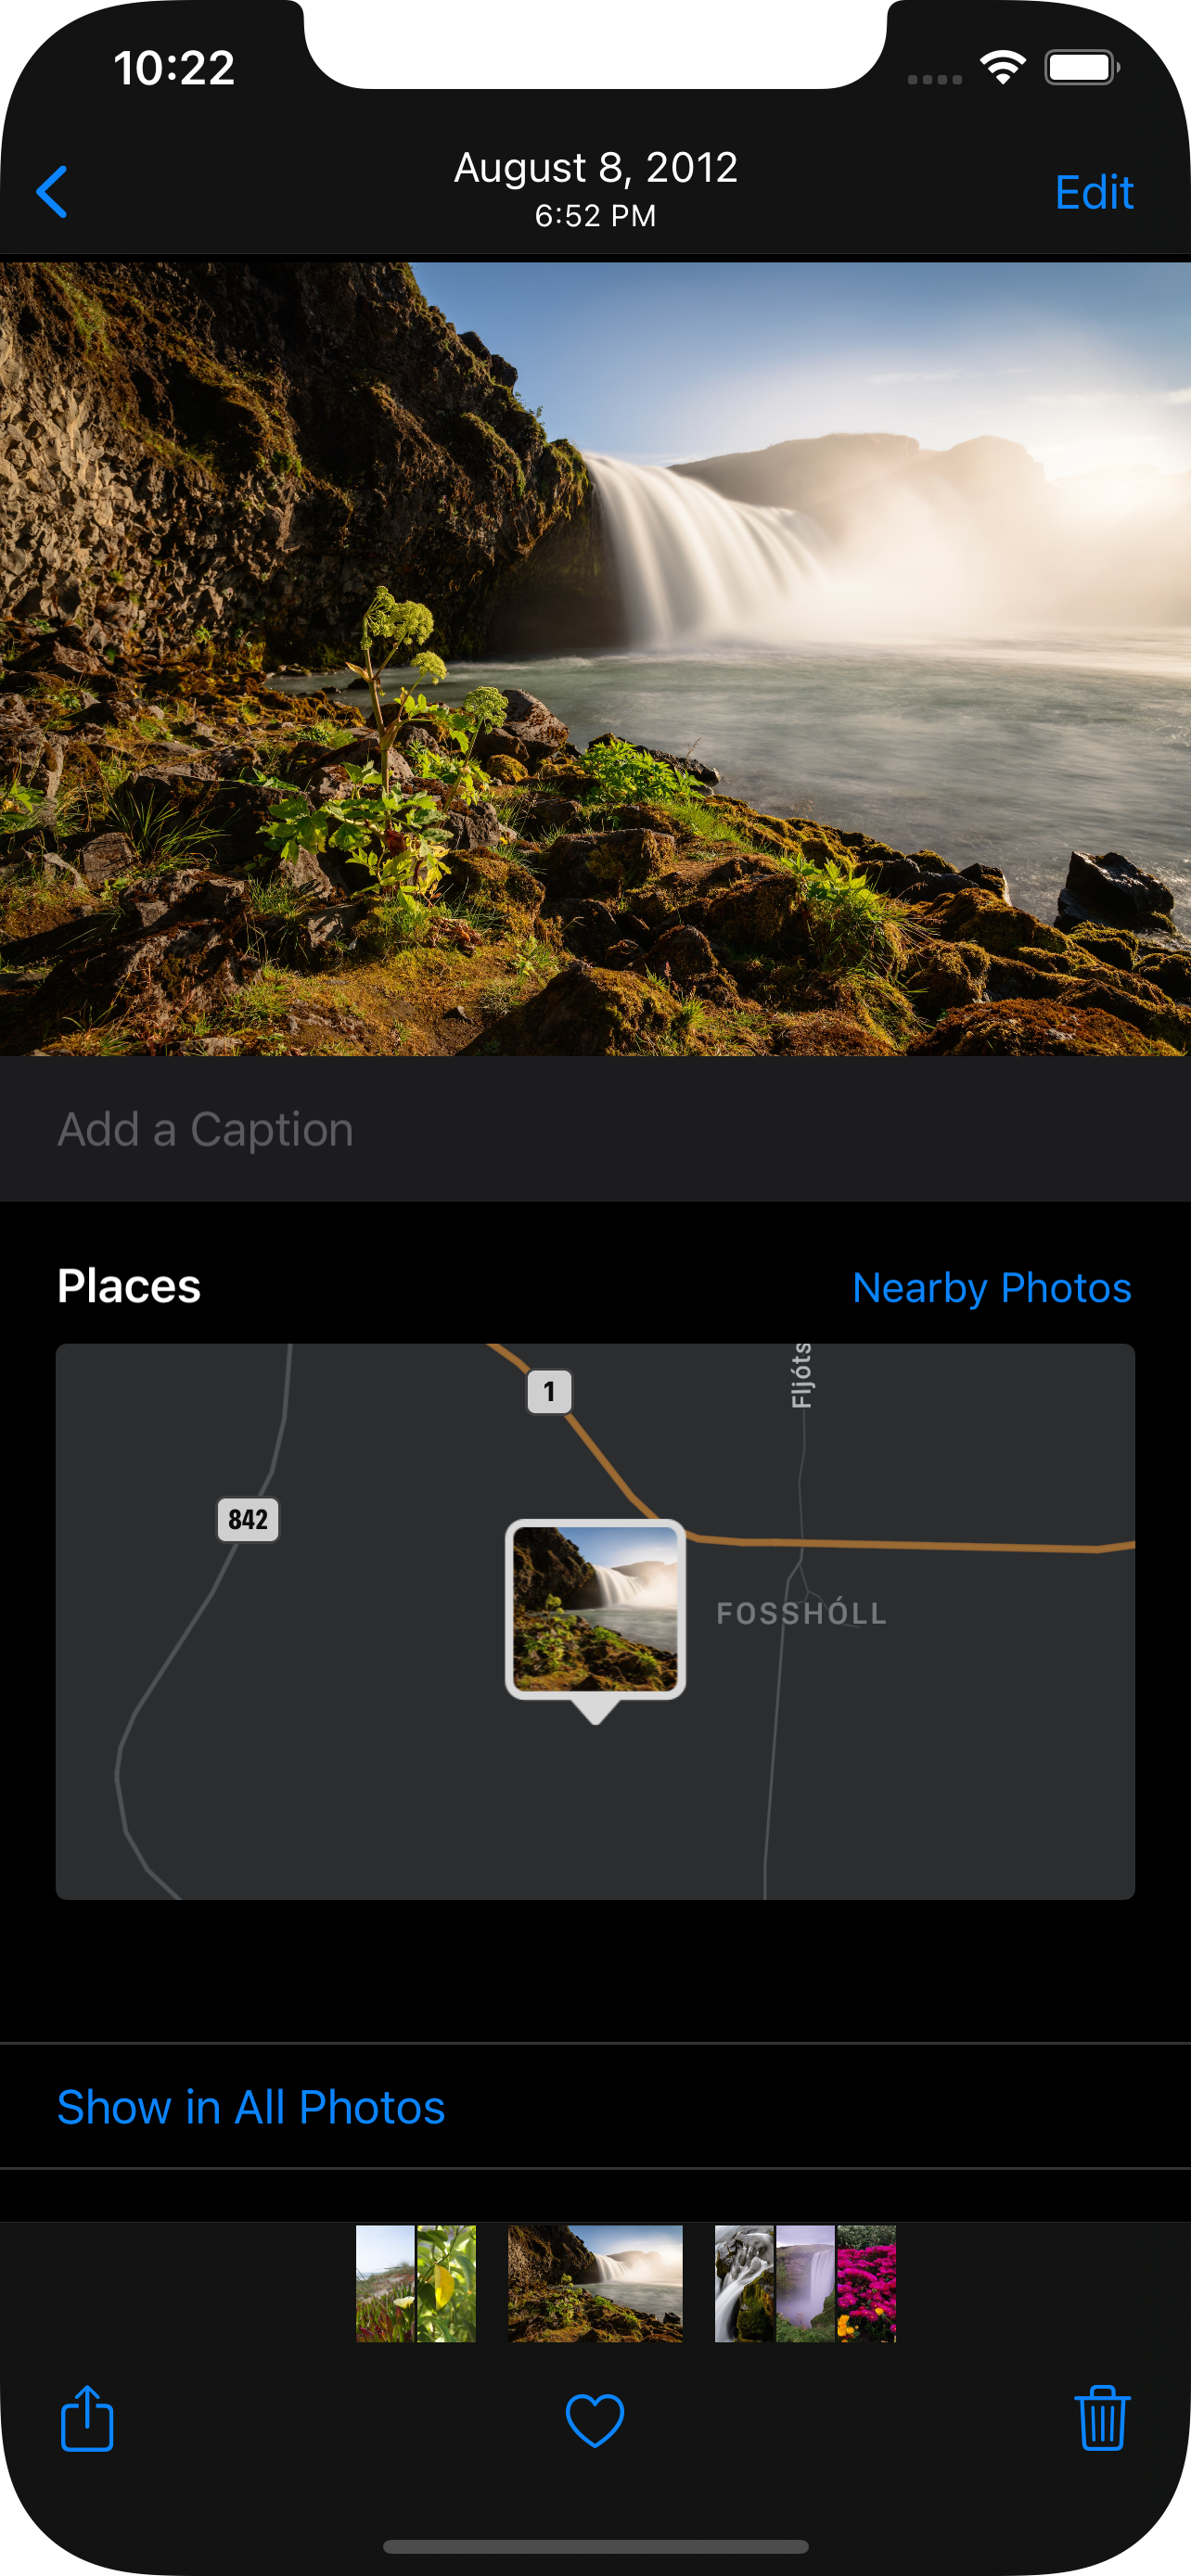 10:22
August 8, 2012
6:52 PM
Edit
Add a Caption
Places
Nearby Photos
1
Fljóts
842
FOSSHÓLL
Show in All Photos